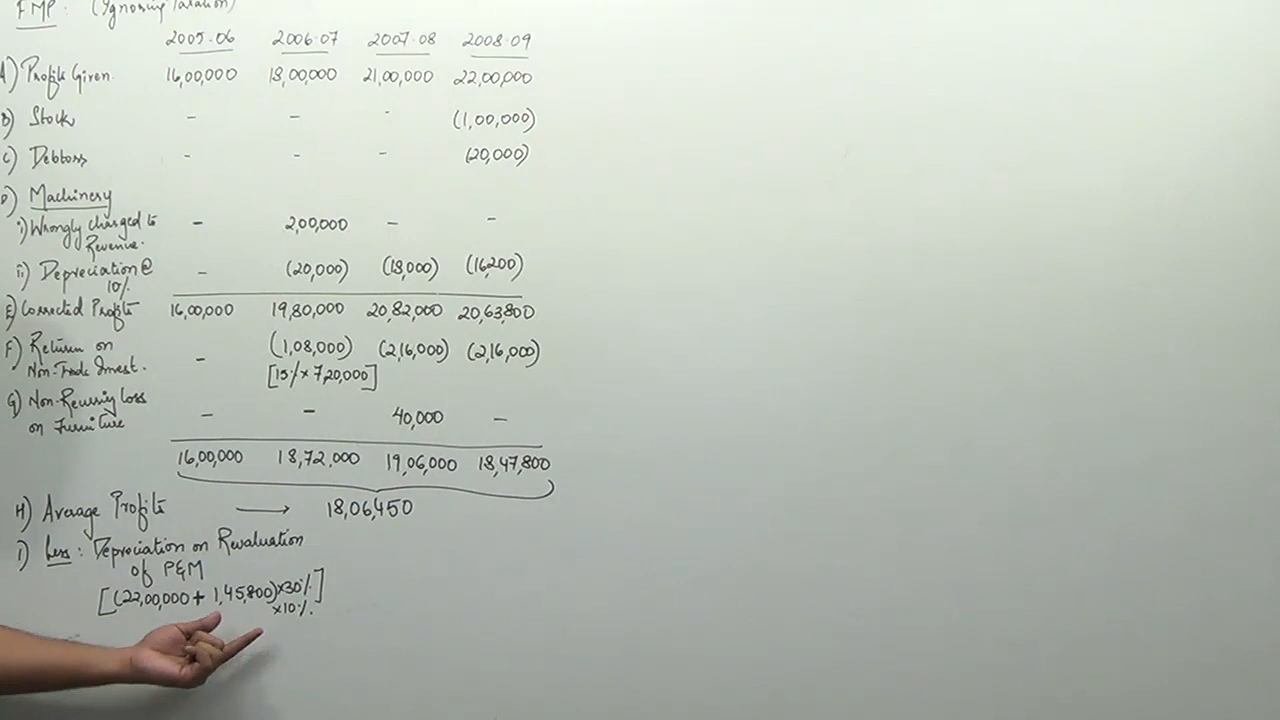 FMP : (Ignoring Taxation)
2005-06 2006-07 2007-08 2008-09
A) Profit Given. 16,00,000 18,00,000 21,00,000 22,00,000
B) Stock - - - (1,00,000)
C) Debtors - - - (20,000)
D) Machinery
i) Wrongly charged to - 2,00,000 - -
Revenue.
ii) Depreciation @ - (20,000) (18,000) (16,200)
10%
E) Corrected Profits 16,00,000 19,80,000 20,82,000 20,63,800
F) Return on - (1,08,000) (2,16,000) (2,16,000)
Non-Trade Invest. [15% x 7,20,000]
G) Non-Recurring Loss - - 40,000 -
on Furniture
16,00,000 18,72,000 19,06,000 18,47,800
H) Average Profits → 18,06,450
I) Less : Depreciation on Revaluation
of P&M
[(22,00,000 + 1,45,800) x 30%]
x 10%.